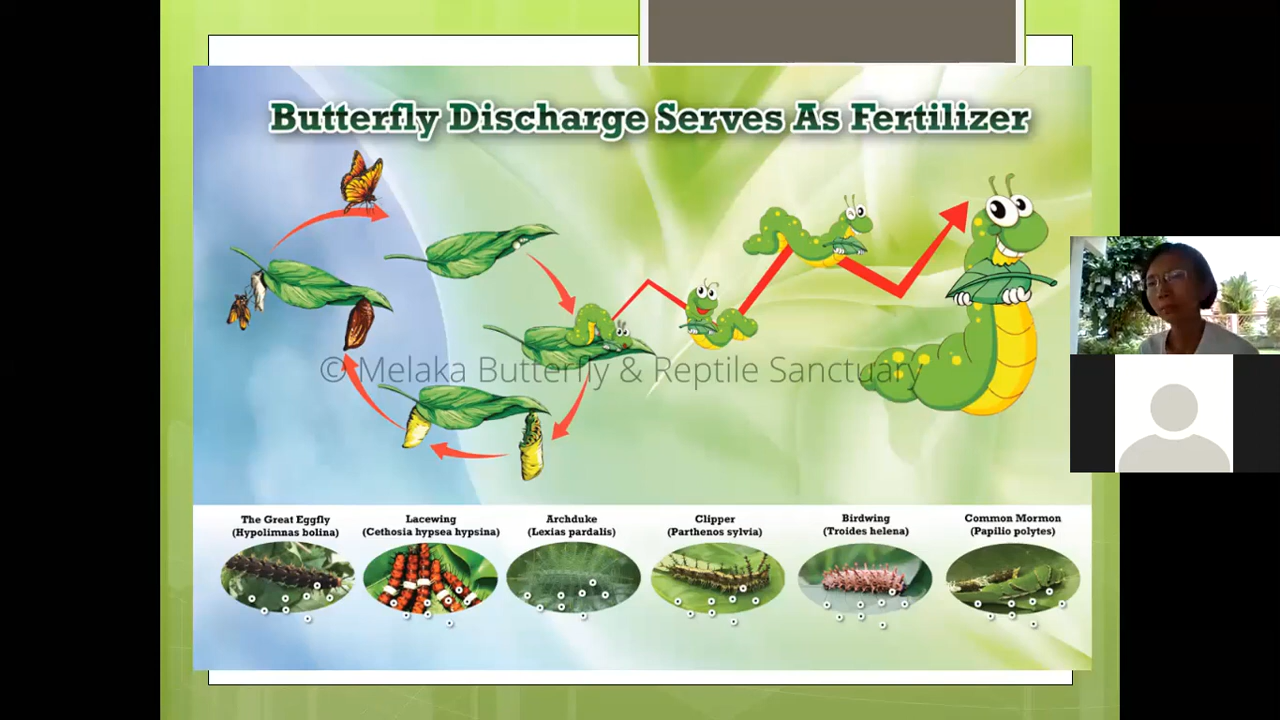 Butterfly Discharge Serves As Fertilizer
© Melaka Butterfly & Reptile Sanctuary
The Great Eggfly
(Hypolimnas bolina)
Lacewing
(Cethosia hypsea hypsina)
Archduke
(Lexias pardalis)
Clipper
(Parthenos sylvia)
Birdwing
(Troides helena)
Common Mormon
(Papilio polytes)